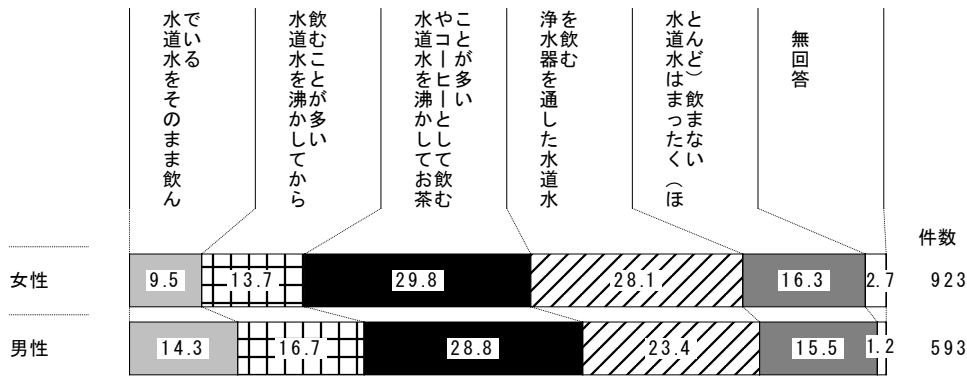 水道水をそのまま飲ん
でいる
水道水を沸かしてから
飲むことが多い
水道水を沸かしてお茶
やコーヒーとして飲む
ことが多い
浄水器を通した水道水
を飲む
水道水はまったく（ほ
とんど）飲まない
無回答
件数
女性 9.5 13.7 29.8 28.1 16.3 2.7 923
男性 14.3 16.7 28.8 23.4 15.5 1.2 593